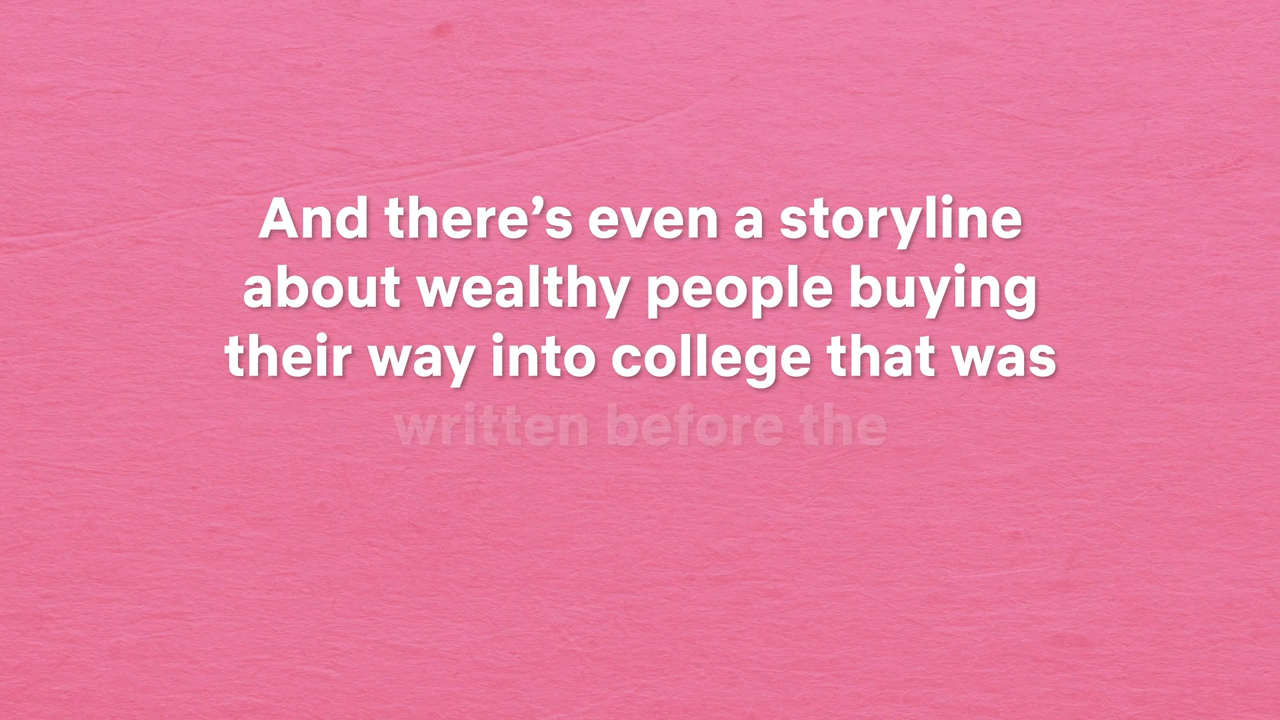 And there’s even a storyline
about wealthy people buying
their way into college that was
written before the